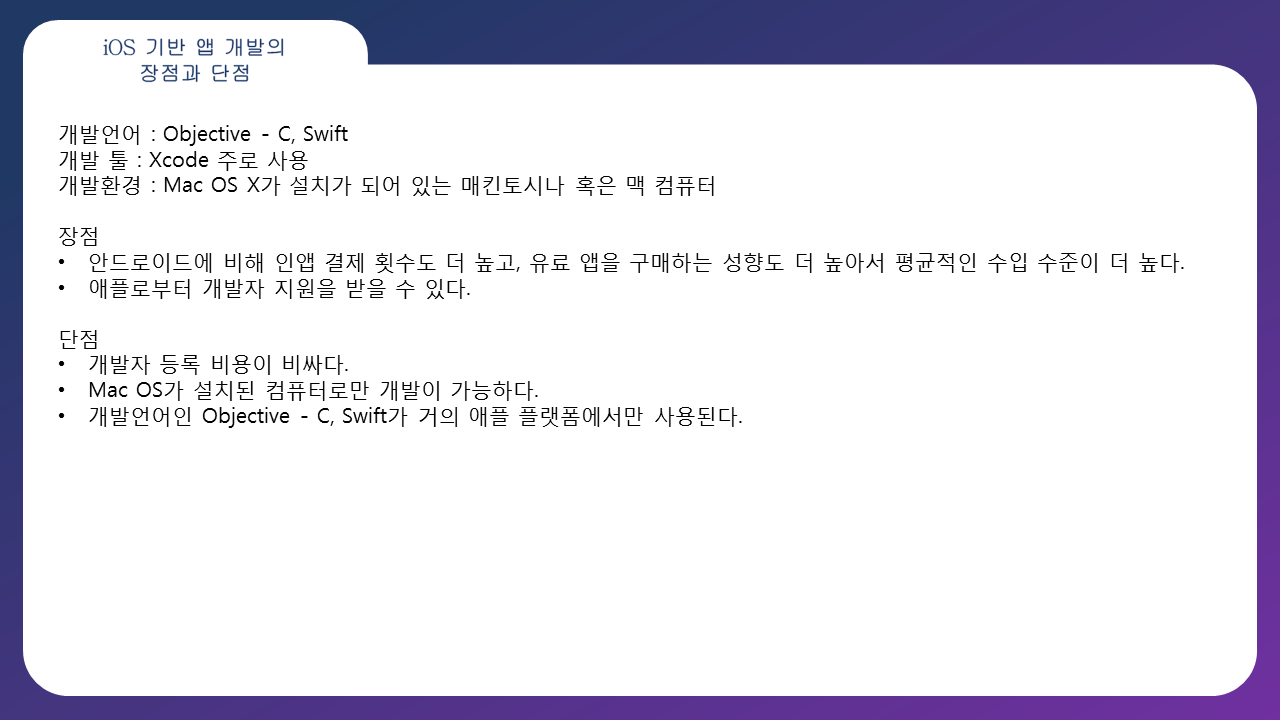 iOS 기반 앱 개발의
장점과 단점
개발언어 : Objective - C, Swift
개발 툴 : Xcode 주로 사용
개발환경 : Mac OS X가 설치가 되어 있는 매킨토시나 혹은 맥 컴퓨터
장점
• 안드로이드에 비해 인앱 결제 횟수도 더 높고, 유료 앱을 구매하는 성향도 더 높아서 평균적인 수입 수준이 더 높다.
• 애플로부터 개발자 지원을 받을 수 있다.
단점
• 개발자 등록 비용이 비싸다.
• Mac OS가 설치된 컴퓨터로만 개발이 가능하다.
• 개발언어인 Objective - C, Swift가 거의 애플 플랫폼에서만 사용된다.